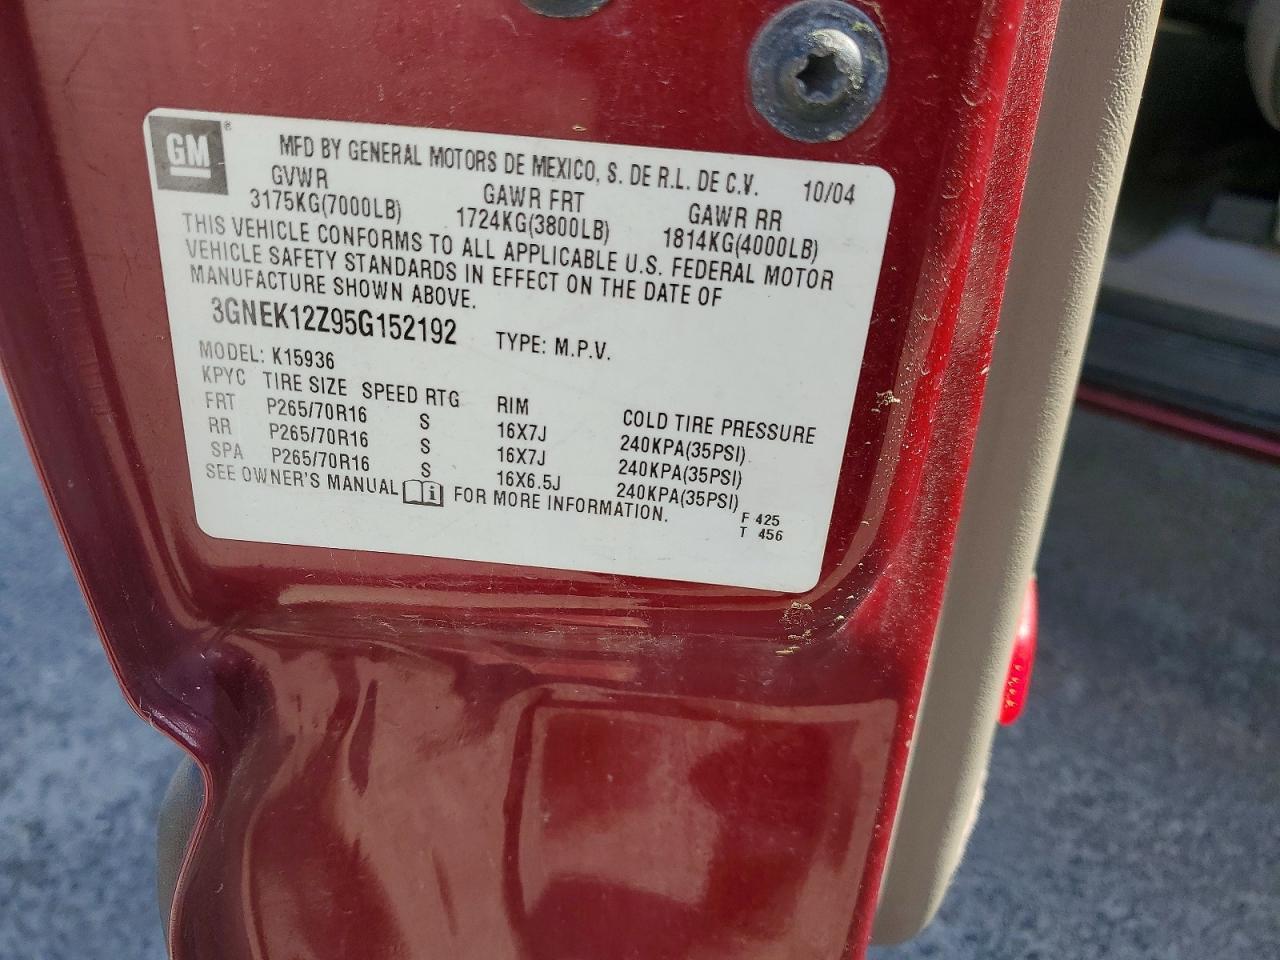 GM®
MFD BY GENERAL MOTORS DE MEXICO, S. DE R.L. DE C.V. 10/04
GVWR GAWR FRT GAWR RR
3175KG(7000LB) 1724KG(3800LB) 1814KG(4000LB)
THIS VEHICLE CONFORMS TO ALL APPLICABLE U.S. FEDERAL MOTOR
VEHICLE SAFETY STANDARDS IN EFFECT ON THE DATE OF
MANUFACTURE SHOWN ABOVE.
3GNEK12Z95G152192 TYPE: M.P.V.
MODEL: K15936
KPYC TIRE SIZE SPEED RTG RIM COLD TIRE PRESSURE
FRT P265/70R16 S 16X7J 240KPA(35PSI)
RR P265/70R16 S 16X7J 240KPA(35PSI)
SPA P265/70R16 S 16X6.5J 240KPA(35PSI)
SEE OWNER'S MANUAL i FOR MORE INFORMATION.
F 425
T 456